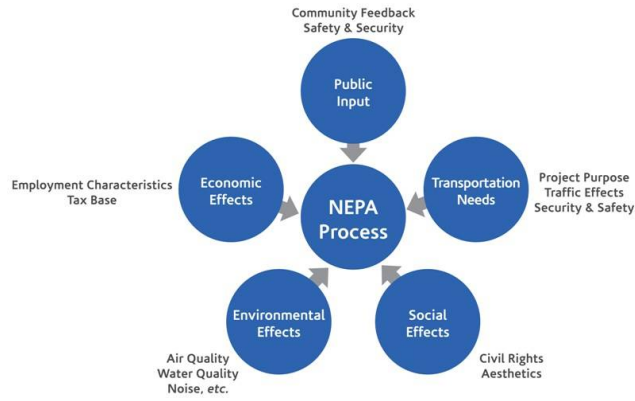 Community Feedback
Safety & Security
Public
Input
Employment Characteristics
Tax Base
Economic
Effects
NEPA
Process
Transportation
Needs
Project Purpose
Traffic Effects
Security & Safety
Environmental
Effects
Air Quality
Water Quality
Noise, etc.
Social
Effects
Civil Rights
Aesthetics